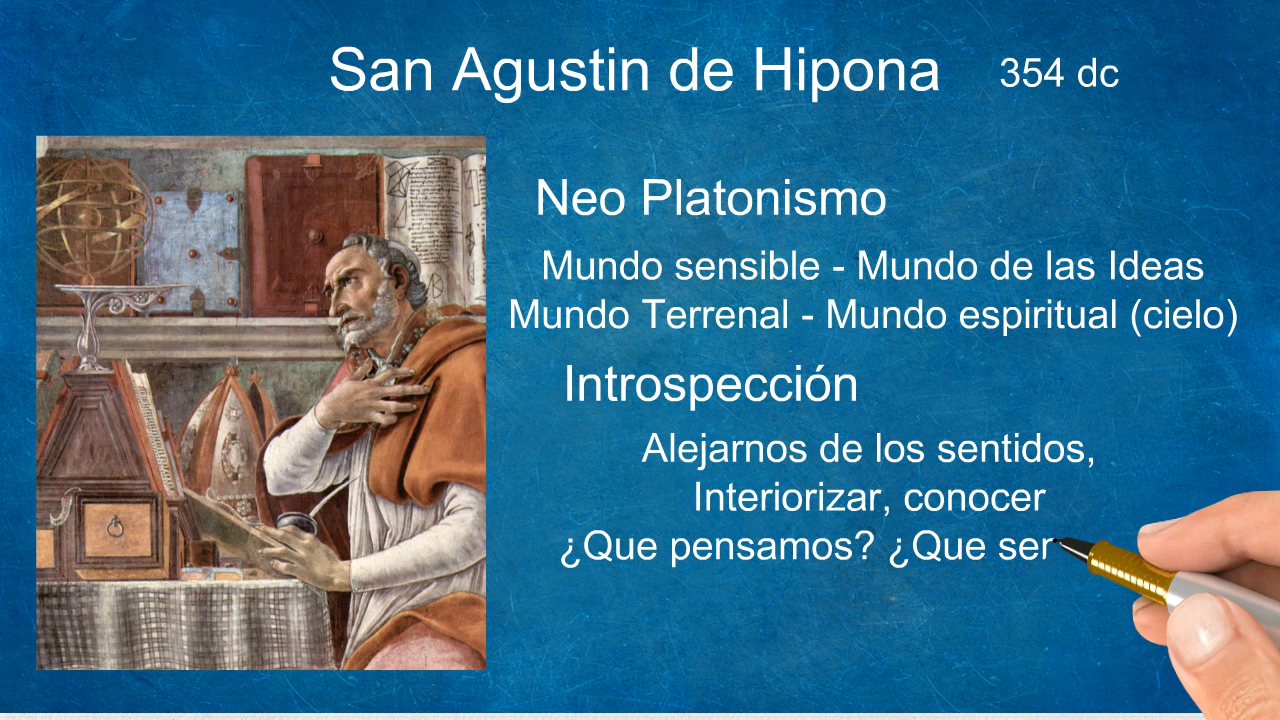 San Agustin de Hipona 354 dc
Neo Platonismo
Mundo sensible - Mundo de las Ideas
Mundo Terrenal - Mundo espiritual (cielo)
Introspección
Alejarnos de los sentidos,
Interiorizar, conocer
¿Que pensamos? ¿Que ser